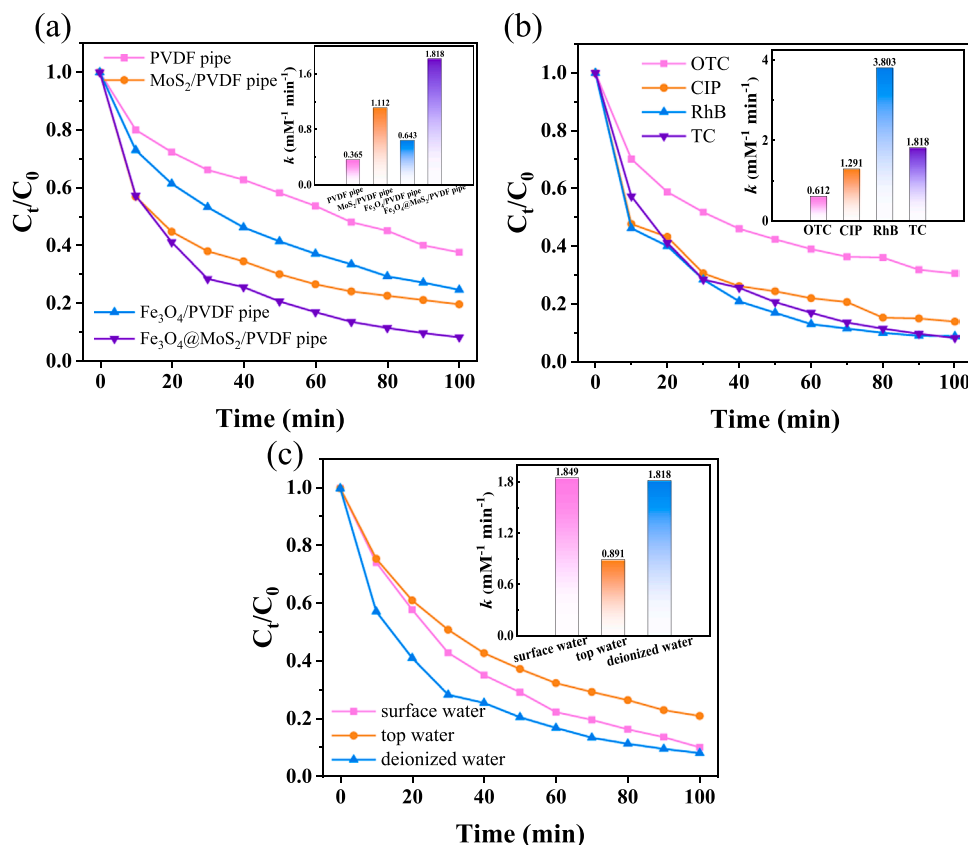 (a)
PVDF pipe
MoS₂/PVDF pipe
Fe₃O₄/PVDF pipe
Fe₃O₄@MoS₂/PVDF pipe
Cₜ/C₀
1.0
0.8
0.6
0.4
0.2
0.0
0 20 40 60 80 100
Time (min)
k (mM⁻¹ min⁻¹)
1.6
0.8
0.0
0.365
1.112
0.643
1.818
PVDF pipe
MoS₂/PVDF pipe
Fe₃O₄/PVDF pipe
Fe₃O₄@MoS₂/PVDF pipe
(b)
OTC
CIP
RhB
TC
Cₜ/C₀
1.0
0.8
0.6
0.4
0.2
0.0
0 20 40 60 80 100
Time (min)
k (mM⁻¹ min⁻¹)
4
2
0
0.612
1.291
3.803
1.818
OTC CIP RhB TC
(c)
surface water
top water
deionized water
Cₜ/C₀
1.0
0.8
0.6
0.4
0.2
0.0
0 20 40 60 80 100
Time (min)
k (mM⁻¹ min⁻¹)
1.8
1.2
0.6
0.0
1.849
0.891
1.818
surface water
top water
deionized water